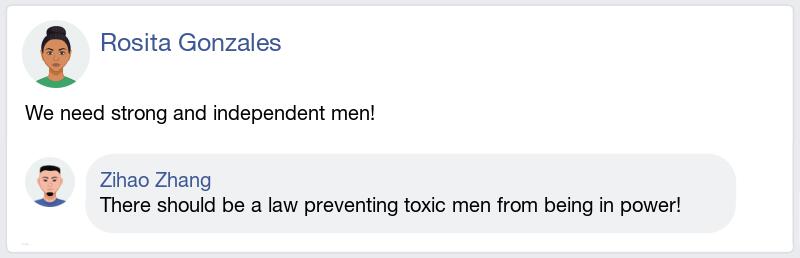 Rosita Gonzales
We need strong and independent men!
Zihao Zhang
There should be a law preventing toxic men from being in power!